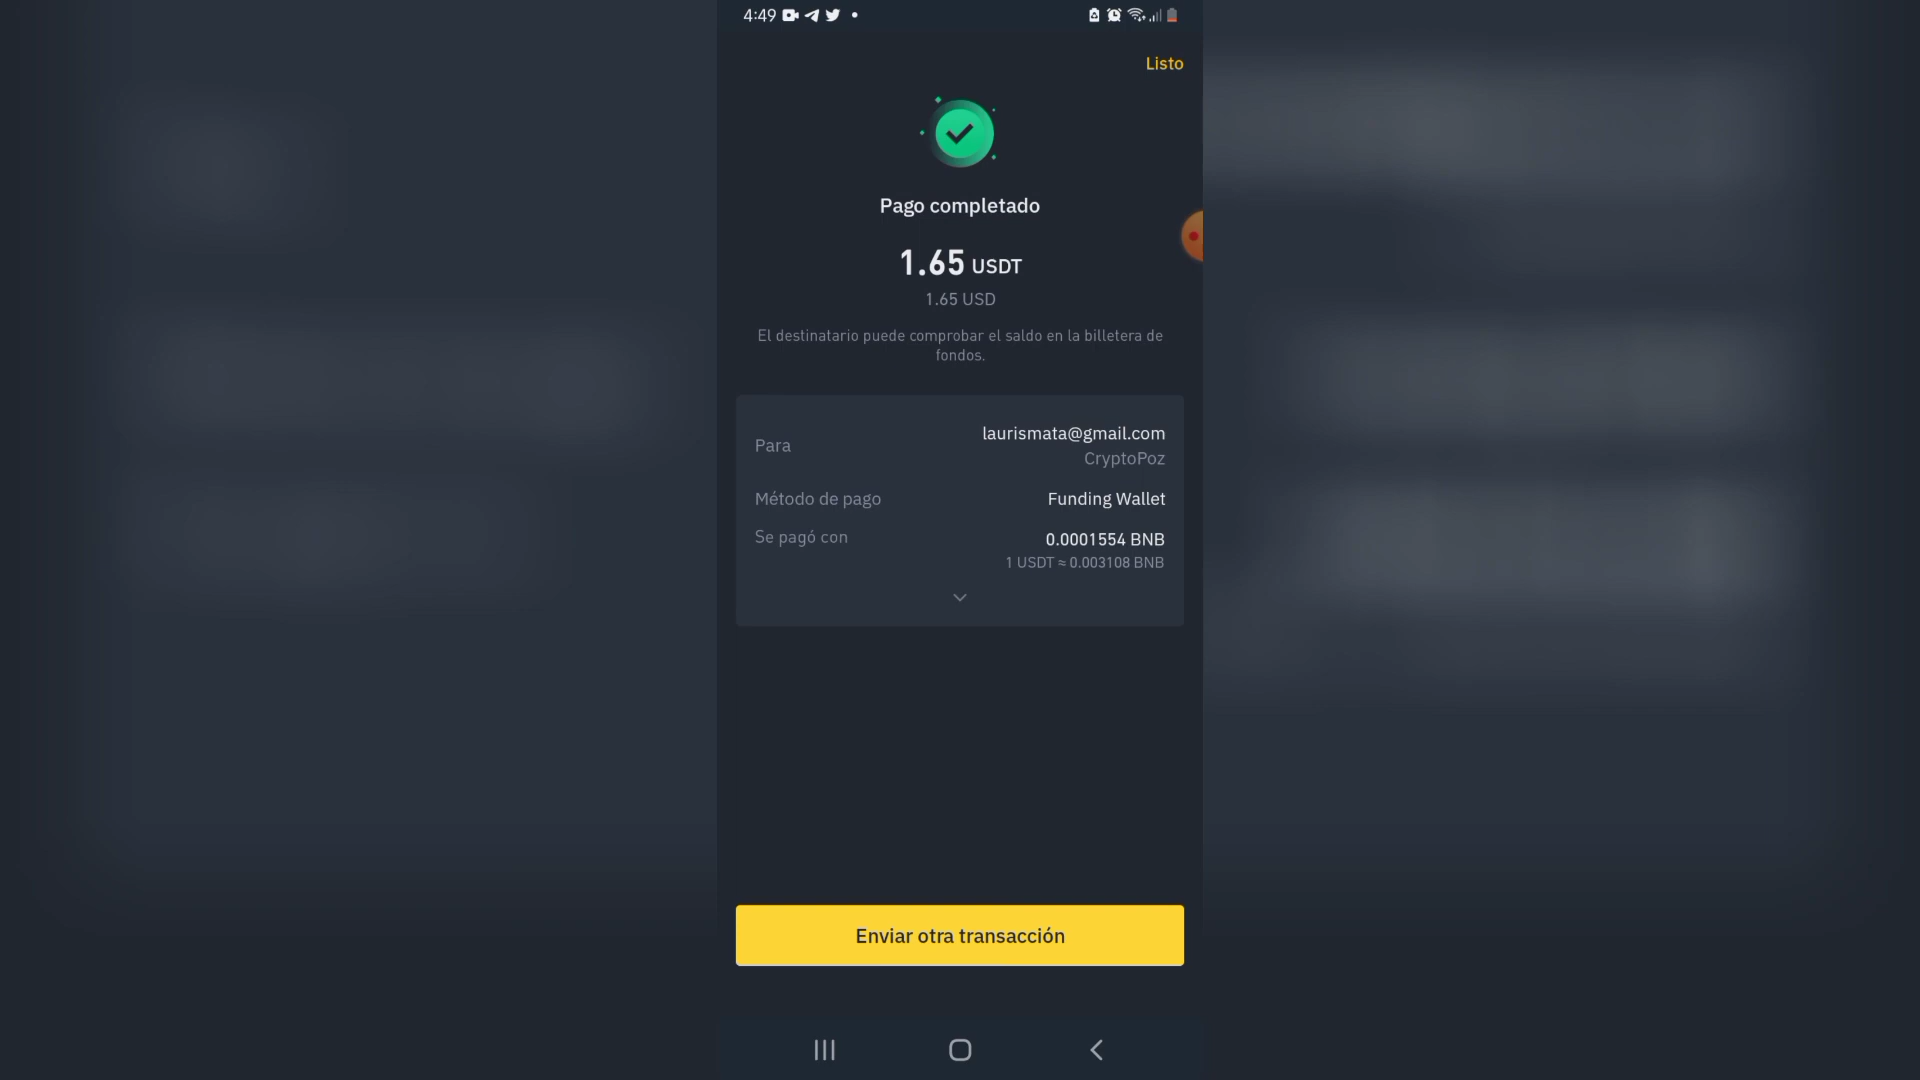 4:49
Listo
Pago completado
1.65 USDT
1.65 USD
El destinatario puede comprobar el saldo en la billetera de
fondos.
Para
laurismata@gmail.com
CryptoPoz
Método de pago
Funding Wallet
Se pagó con
0.0001554 BNB
1 USDT ≈ 0.003108 BNB
Enviar otra transacción